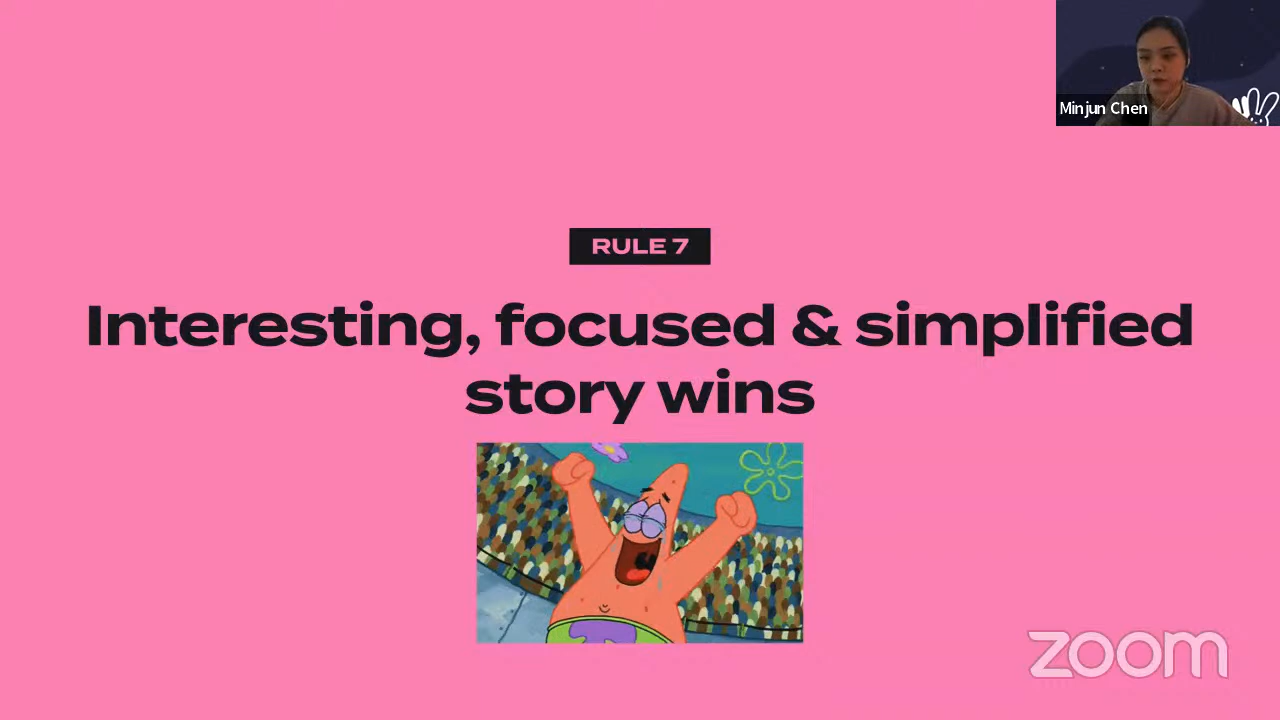 Minjun Chen
RULE 7
Interesting, focused & simplified
story wins
zoom